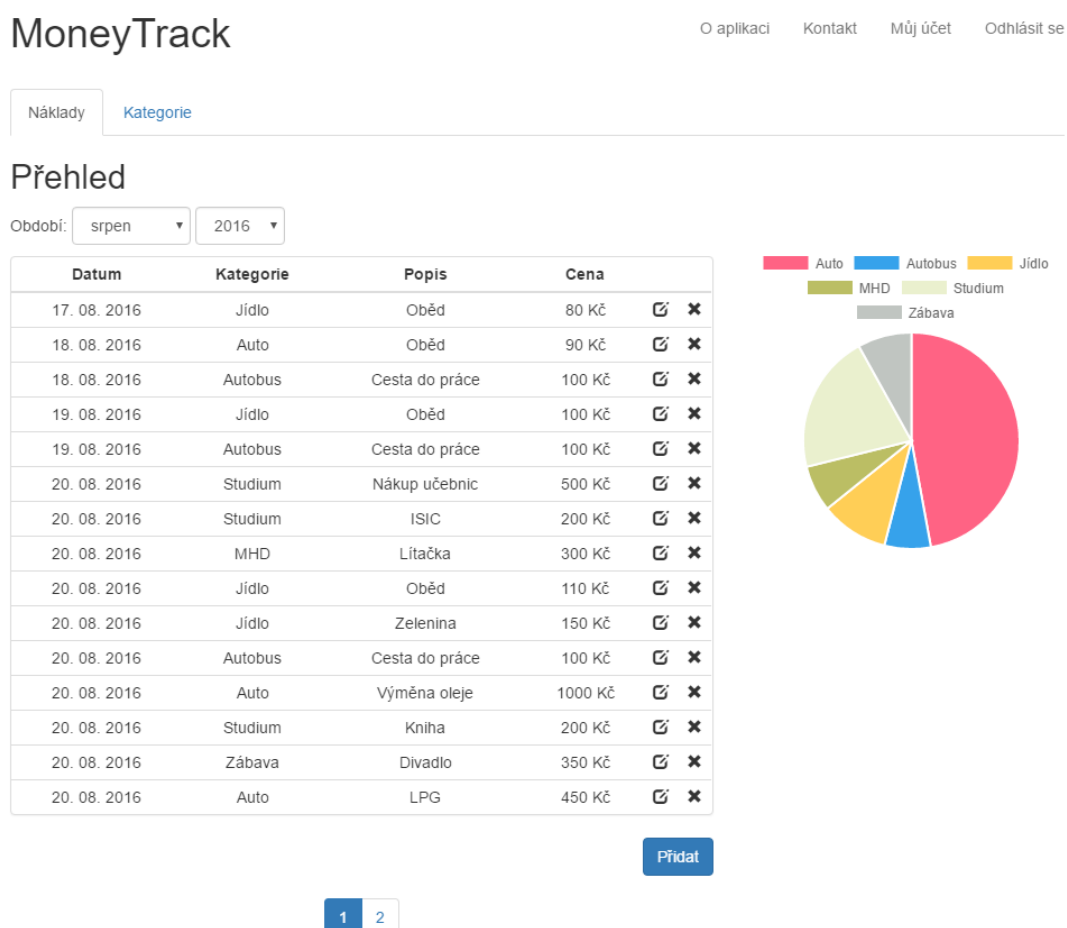 MoneyTrack
O aplikaci Kontakt Můj účet Odhlásit se
Náklady Kategorie
Přehled
Období: srpen 2016
Datum Kategorie Popis Cena
17. 08. 2016 Jídlo Oběd 80 Kč
18. 08. 2016 Auto Oběd 90 Kč
18. 08. 2016 Autobus Cesta do práce 100 Kč
19. 08. 2016 Jídlo Oběd 100 Kč
19. 08. 2016 Autobus Cesta do práce 100 Kč
20. 08. 2016 Studium Nákup učebnic 500 Kč
20. 08. 2016 Studium ISIC 200 Kč
20. 08. 2016 MHD Lítačka 300 Kč
20. 08. 2016 Jídlo Oběd 110 Kč
20. 08. 2016 Jídlo Zelenina 150 Kč
20. 08. 2016 Autobus Cesta do práce 100 Kč
20. 08. 2016 Auto Výměna oleje 1000 Kč
20. 08. 2016 Studium Kniha 200 Kč
20. 08. 2016 Zábava Divadlo 350 Kč
20. 08. 2016 Auto LPG 450 Kč
Přidat
1 2
Auto Autobus Jídlo
MHD Studium
Zábava